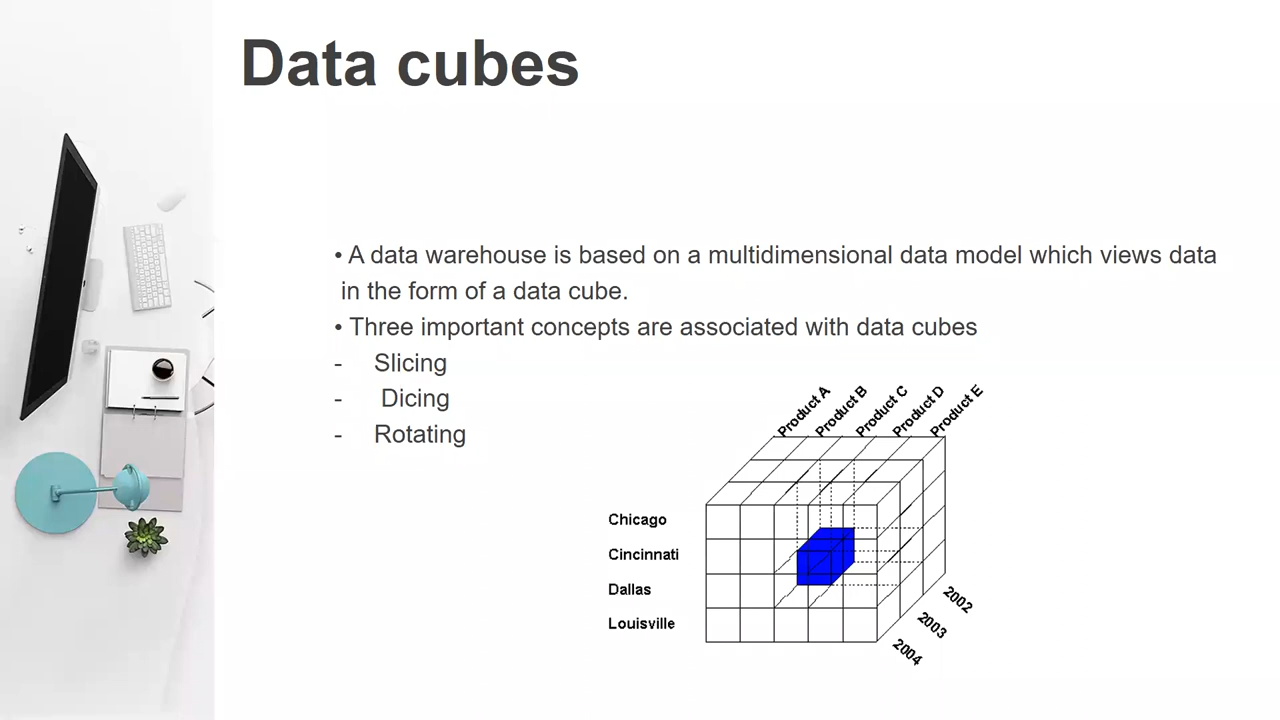 Data cubes
• A data warehouse is based on a multidimensional data model which views data
in the form of a data cube.
• Three important concepts are associated with data cubes
- Slicing
- Dicing
- Rotating
Product A
Product B
Product C
Product D
Product E
Chicago
Cincinnati
Dallas
Louisville
2002
2003
2004